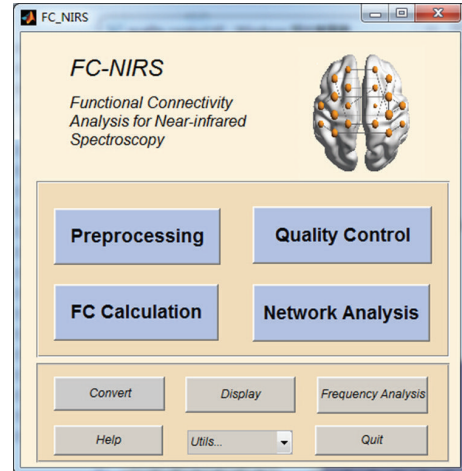 FC_NIRS
FC-NIRS
Functional Connectivity
Analysis for Near-infrared
Spectroscopy
Preprocessing
Quality Control
FC Calculation
Network Analysis
Convert
Display
Frequency Analysis
Help
Utils...
Quit